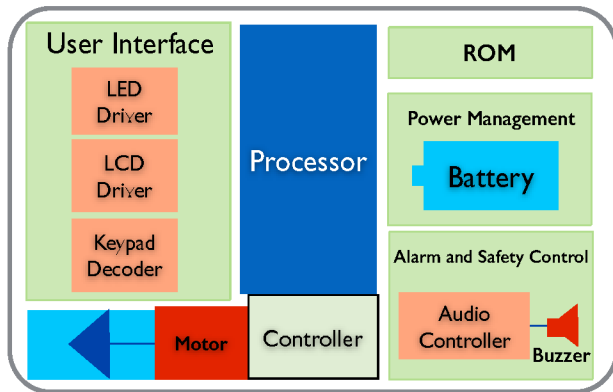 User Interface
LED
Driver
LCD
Driver
Keypad
Decoder
Processor
ROM
Power Management
Battery
Alarm and Safety Control
Audio
Controller
Buzzer
Motor
Controller